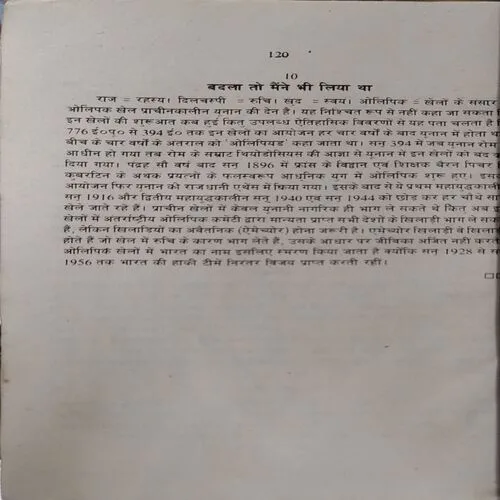 120
10
बदला तो मैंने भी लिया था
राज = रहस्य। दिलचस्पी = रुचि। खुद = स्वयं। ओलिंपिक = खेलों के संसार
ओलिंपिक खेल प्राचीनकालीन यूनान की देन है। यह निश्चित रूप से नहीं कहा जा सकता
इन खेलों की शुरूआत कब हुई किंतु उपलब्ध ऐतिहासिक विवरणों से यह पता चलता है
776 ई०पू० से 394 ई० तक इन खेलों का आयोजन हर चार वर्षों के बाद यूनान में होता
बीच के चार वर्षों के अंतराल को 'ओलिंपियड' कहा जाता था। सन् 394 में जब यूनान रोम
आधीन हो गया तब रोम के सम्राट थियोडोसियस की आज्ञा से यूनान में इन खेलों को बंद
दिया गया। पंद्रह सौ वर्ष बाद सन् 1896 में फ्रांस के विद्वान एवं शिक्षक बैरन पियर
कुबरटिन के अथक प्रयत्नों के फलस्वरूप आधुनिक युग में ओलिंपिक शुरू हुए।
आयोजन फिर यूनान की राजधानी एथेंस में किया गया। इसके बाद से ये प्रथम महायुद्धकाल
सन् 1916 और द्वितीय महायुद्धकालीन सन् 1940 एवं सन् 1944 को छोड़ कर हर चौथे
खेले जाते रहे हैं। प्राचीन खेलों में केवल यूनानी नागरिक ही भाग ले सकते थे किंतु अब
खेलों में अंतर्राष्ट्रीय ओलिंपिक कमेटी द्वारा मान्यता प्राप्त सभी देशों के खिलाड़ी भाग ले
हैं, लेकिन खिलाड़ियों का अवैतनिक (ऐमेच्योर) होना जरूरी है। एमेच्योर खिलाड़ी वे
होते हैं जो खेल में रुचि के कारण भाग लेते हैं, उसके आधार पर जीविका अर्जित नहीं
ओलिंपिक खेलों में भारत का नाम इसलिए स्मरण किया जाता है क्योंकि सन् 1928 से
1956 तक भारत की हाकी टीमें निरंतर विजय प्राप्त करती रहीं।